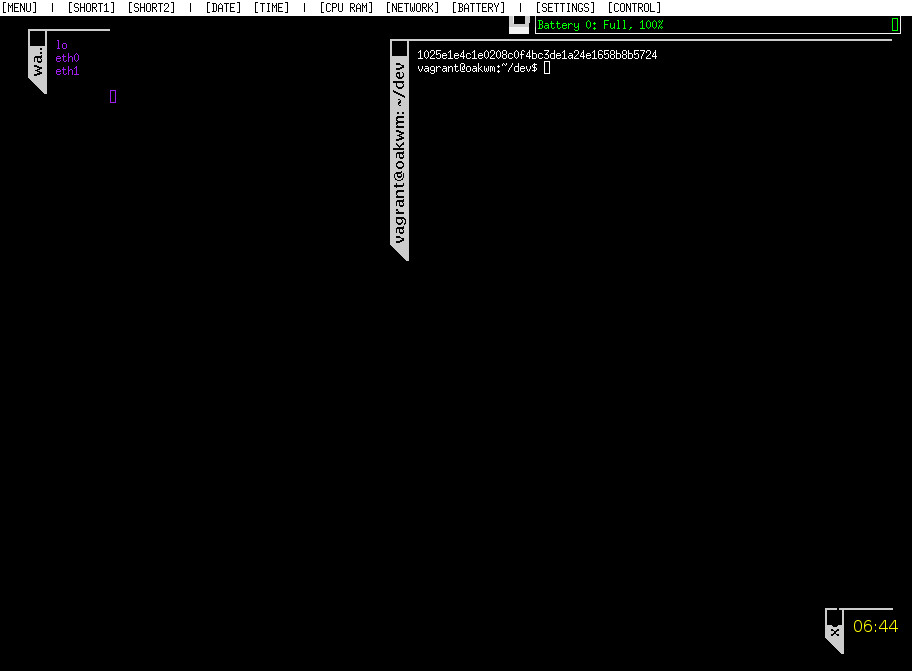 [MENU] | [SHORT1] [SHORT2] | [DATE] [TIME] | [CPU RAM] [NETWORK] [BATTERY] | [SETTINGS] [CONTROL]
Battery 0: Full, 100%
wa..
lo
eth0
eth1
vagrant@oakwm: ~/dev
1025e1e4c1e0208c0f4bc3de1a24e1658b8b5724
vagrant@oakwm:~/dev$
x
06:44